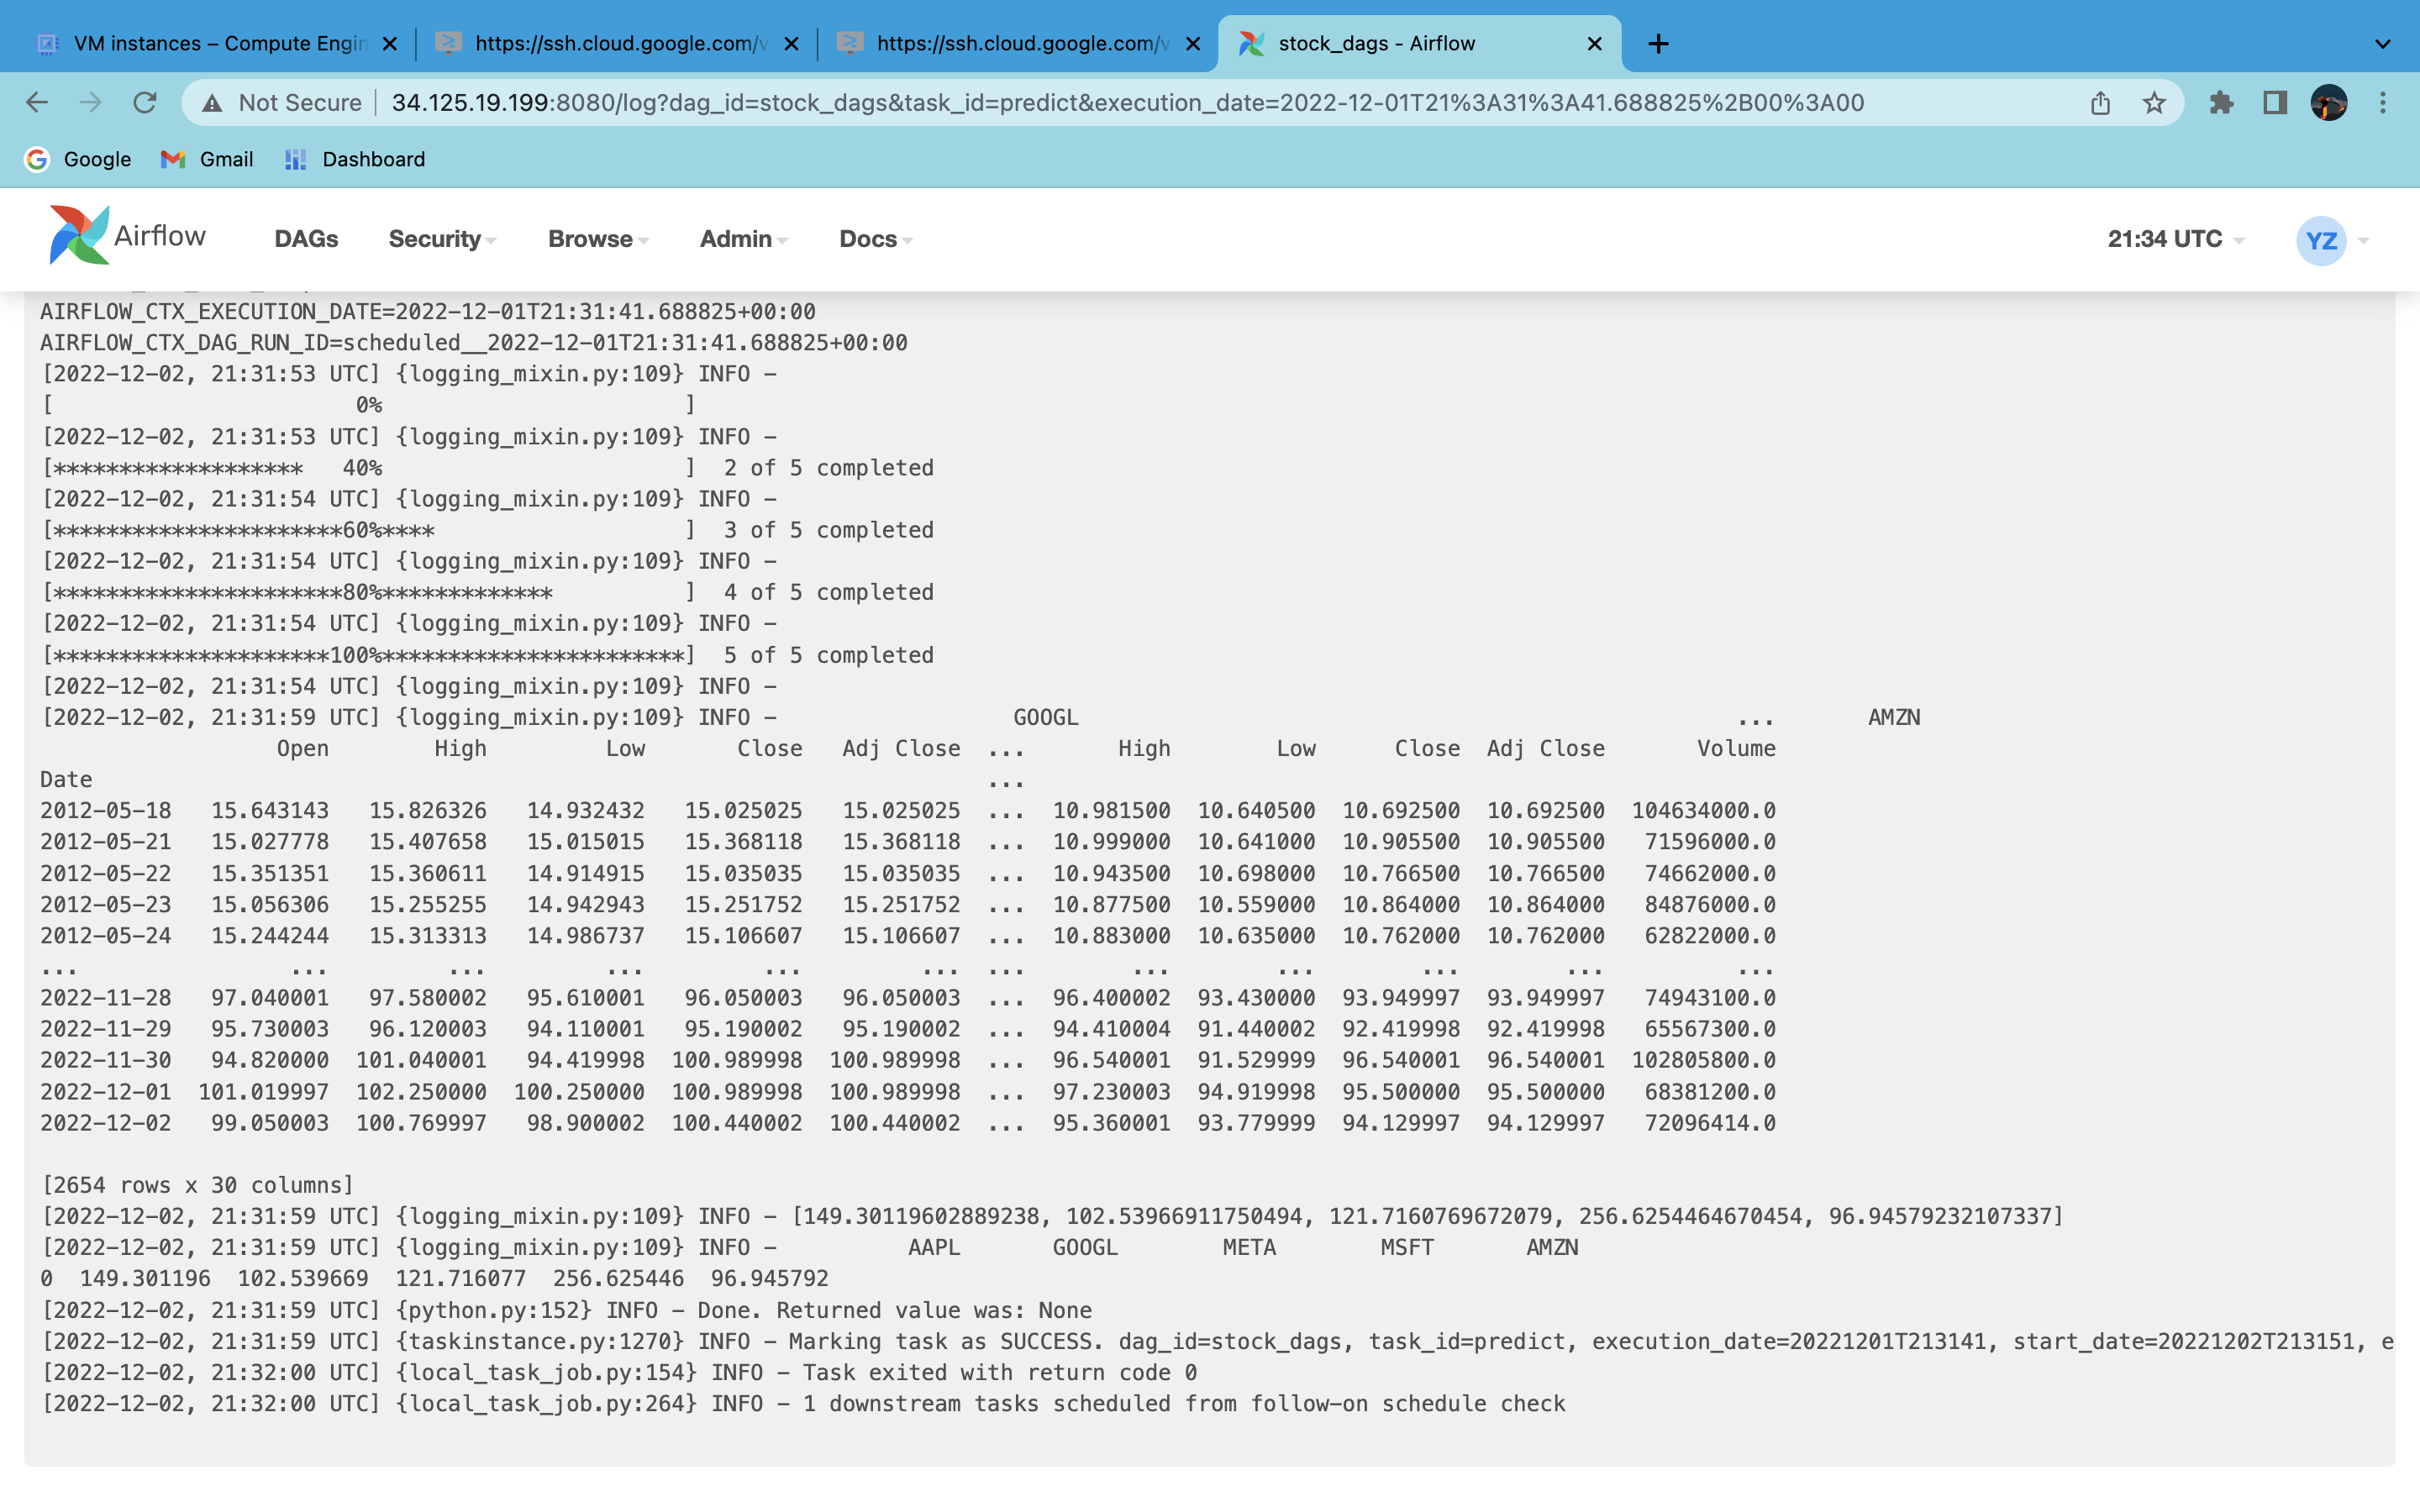 VM instances – Compute Engin
https://ssh.cloud.google.com/v
https://ssh.cloud.google.com/v
stock_dags - Airflow
Not Secure | 34.125.19.199:8080/log?dag_id=stock_dags&task_id=predict&execution_date=2022-12-01T21%3A31%3A41.688825%2B00%3A00
Google Gmail Dashboard
Airflow DAGs Security Browse Admin Docs 21:34 UTC YZ
AIRFLOW_CTX_EXECUTION_DATE=2022-12-01T21:31:41.688825+00:00
AIRFLOW_CTX_DAG_RUN_ID=scheduled__2022-12-01T21:31:41.688825+00:00
[2022-12-02, 21:31:53 UTC] {logging_mixin.py:109} INFO -
[                       0%                       ]
[2022-12-02, 21:31:53 UTC] {logging_mixin.py:109} INFO -
[*******************   40%                       ]  2 of 5 completed
[2022-12-02, 21:31:54 UTC] {logging_mixin.py:109} INFO -
[**********************60%****                   ]  3 of 5 completed
[2022-12-02, 21:31:54 UTC] {logging_mixin.py:109} INFO -
[**********************80%*************          ]  4 of 5 completed
[2022-12-02, 21:31:54 UTC] {logging_mixin.py:109} INFO -
[*********************100%***********************]  5 of 5 completed
[2022-12-02, 21:31:54 UTC] {logging_mixin.py:109} INFO -
[2022-12-02, 21:31:59 UTC] {logging_mixin.py:109} INFO -                  GOOGL                                                  ...       AMZN
Open High Low Close Adj Close ... High Low Close Adj Close Volume
Date ...
2012-05-18 15.643143 15.826326 14.932432 15.025025 15.025025 ... 10.981500 10.640500 10.692500 10.692500 104634000.0
2012-05-21 15.027778 15.407658 15.015015 15.368118 15.368118 ... 10.999000 10.641000 10.905500 10.905500 71596000.0
2012-05-22 15.351351 15.360611 14.914915 15.035035 15.035035 ... 10.943500 10.698000 10.766500 10.766500 74662000.0
2012-05-23 15.056306 15.255255 14.942943 15.251752 15.251752 ... 10.877500 10.559000 10.864000 10.864000 84876000.0
2012-05-24 15.244244 15.313313 14.986737 15.106607 15.106607 ... 10.883000 10.635000 10.762000 10.762000 62822000.0
... ... ... ... ... ... ... ... ... ... ... ...
2022-11-28 97.040001 97.580002 95.610001 96.050003 96.050003 ... 96.400002 93.430000 93.949997 93.949997 74943100.0
2022-11-29 95.730003 96.120003 94.110001 95.190002 95.190002 ... 94.410004 91.440002 92.419998 92.419998 65567300.0
2022-11-30 94.820000 101.040001 94.419998 100.989998 100.989998 ... 96.540001 91.529999 96.540001 96.540001 102805800.0
2022-12-01 101.019997 102.250000 100.250000 100.989998 100.989998 ... 97.230003 94.919998 95.500000 95.500000 68381200.0
2022-12-02 99.050003 100.769997 98.900002 100.440002 100.440002 ... 95.360001 93.779999 94.129997 94.129997 72096414.0
[2654 rows x 30 columns]
[2022-12-02, 21:31:59 UTC] {logging_mixin.py:109} INFO - [149.30119602889238, 102.53966911750494, 121.7160769672079, 256.6254464670454, 96.94579232107337]
[2022-12-02, 21:31:59 UTC] {logging_mixin.py:109} INFO -          AAPL       GOOGL        META        MSFT       AMZN
0  149.301196  102.539669  121.716077  256.625446  96.945792
[2022-12-02, 21:31:59 UTC] {python.py:152} INFO - Done. Returned value was: None
[2022-12-02, 21:31:59 UTC] {taskinstance.py:1270} INFO - Marking task as SUCCESS. dag_id=stock_dags, task_id=predict, execution_date=20221201T213141, start_date=20221202T213151, e
[2022-12-02, 21:32:00 UTC] {local_task_job.py:154} INFO - Task exited with return code 0
[2022-12-02, 21:32:00 UTC] {local_task_job.py:264} INFO - 1 downstream tasks scheduled from follow-on schedule check